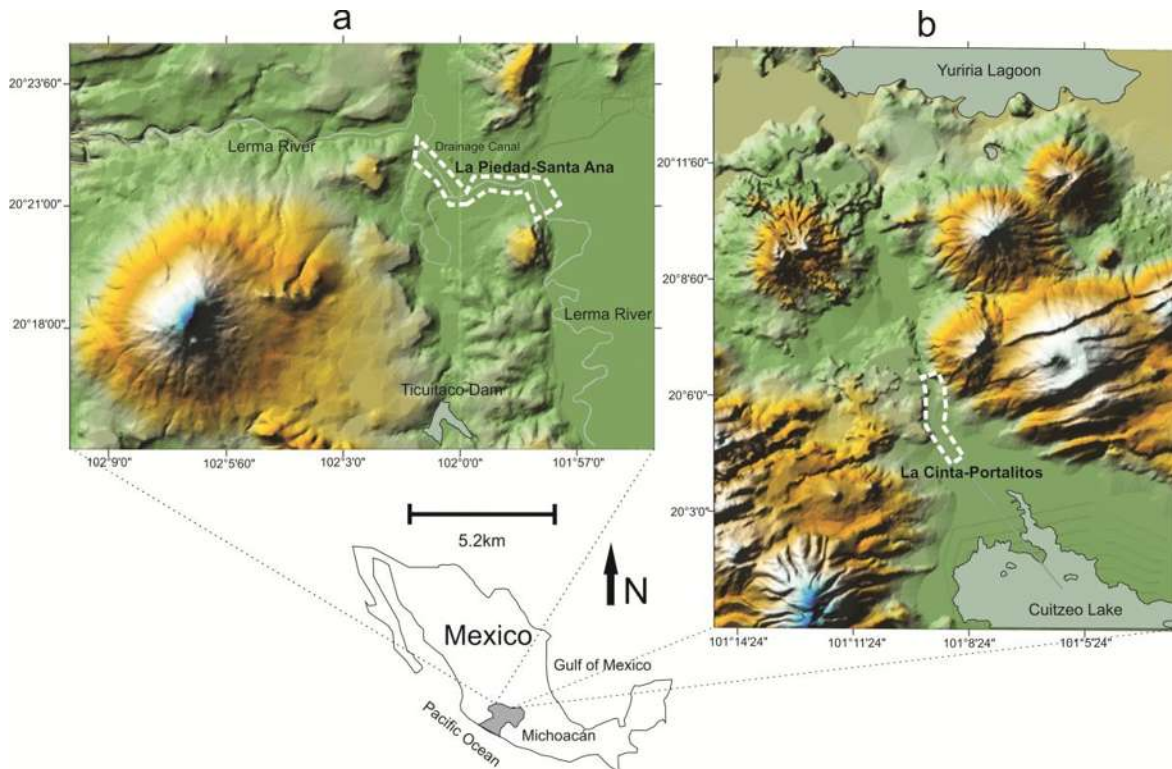 a
20°23'60"
20°21'00"
20°18'00"
Lerma River
Drainage Canal
La Piedad-Santa Ana
Lerma River
Ticuitaco Dam
102°9'0"
102°5'60"
102°3'0"
102°0'0"
101°57'0"
b
Yuriria Lagoon
20°11'60"
20°8'60"
20°6'0"
20°3'0"
La Cinta-Portalitos
Cuitzeo Lake
101°14'24"
101°11'24"
101°8'24"
101°5'24"
5.2km
N
Mexico
Gulf of Mexico
Pacific Ocean
Michoacán